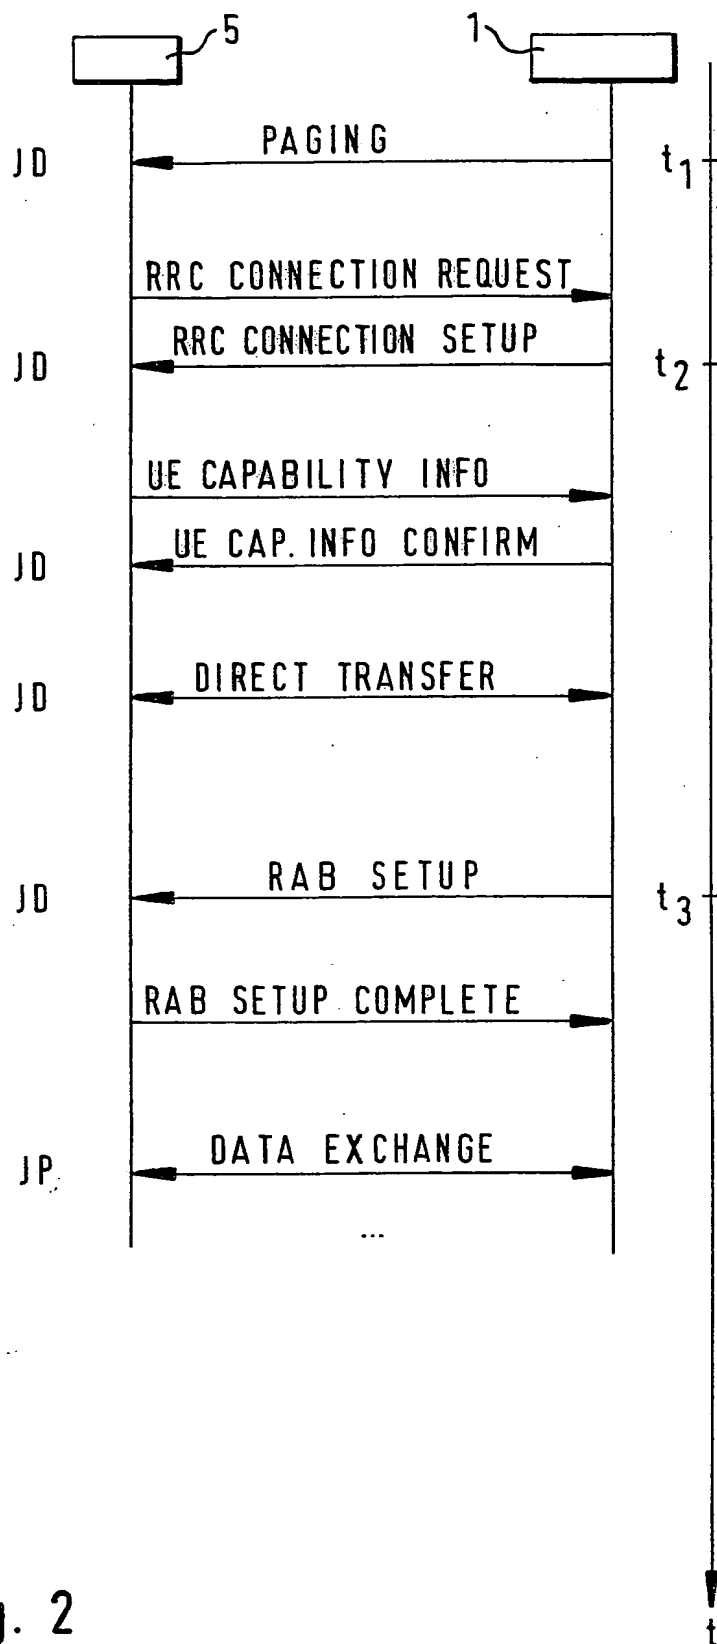 5 1
PAGING
JD t1
RRC CONNECTION REQUEST
RRC CONNECTION SETUP
JD t2
UE CAPABILITY INFO
UE CAP. INFO CONFIRM
JD
DIRECT TRANSFER
JD
RAB SETUP
JD t3
RAB SETUP COMPLETE
DATA EXCHANGE
JP
...
. 2
t